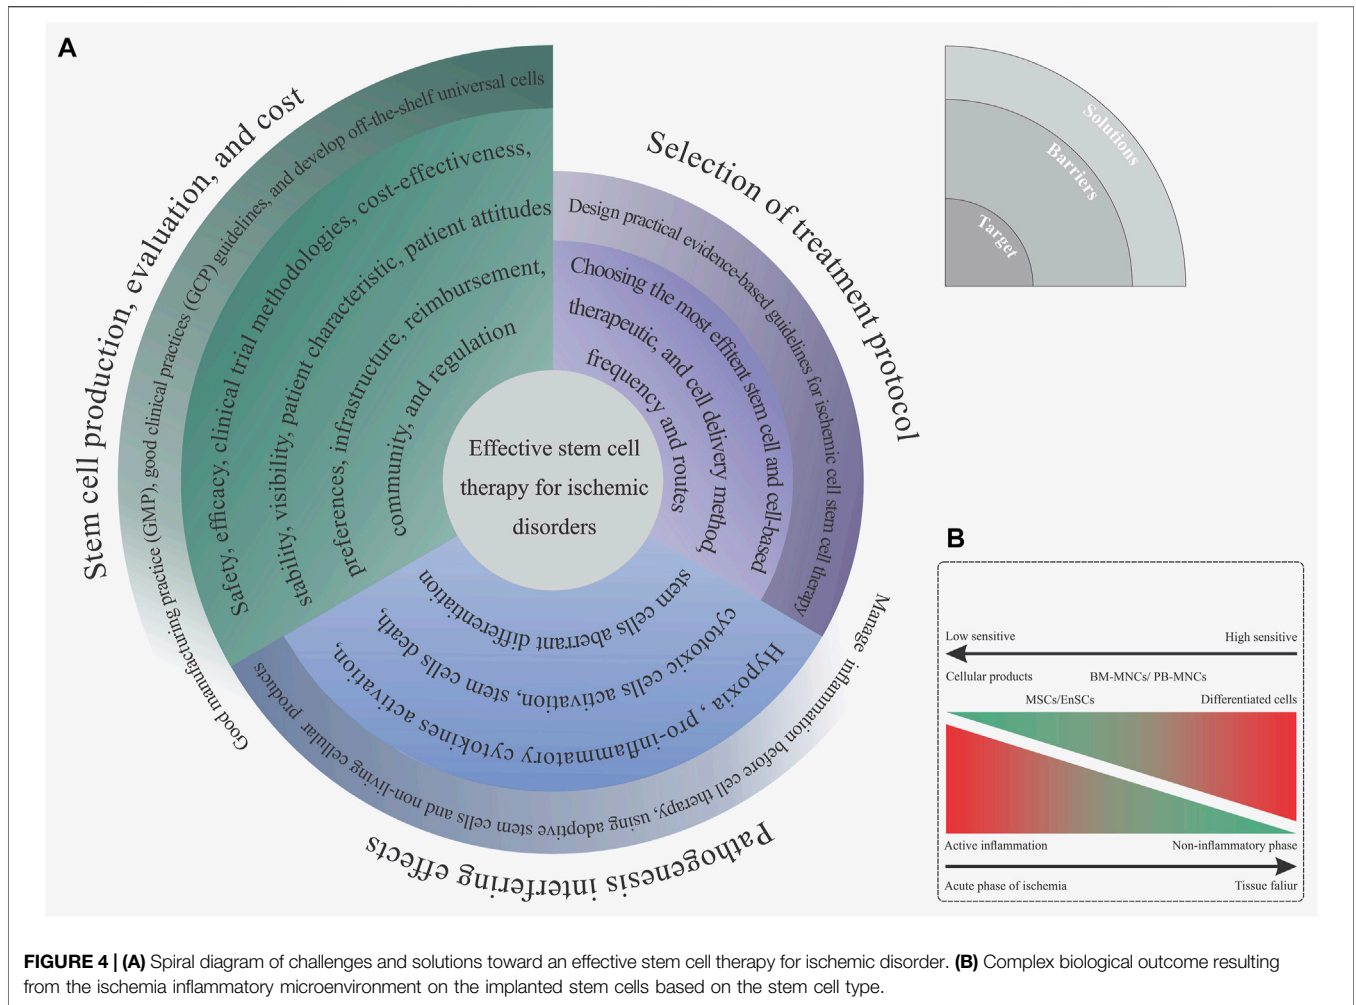 A
Stem cell production, evaluation, and cost
Good manufacturing practice (GMP), good clinical practices (GCP) guidelines, and develop off-the-shelf universal cells
Safety, efficacy, clinical trial methodologies, cost-effectiveness,
stability, visibility, patient characteristic, patient attitudes
preferences, infrastructure, reimbursement,
community, and regulation
Selection of treatment protocol
Design practical evidence-based guidelines for ischemic cell stem cell therapy
Choosing the most effitent stem cell and cell-based
therapeutic, and cell delivery method,
frequency and routes
Effective stem cell
therapy for ischemic
disorders
Pathogenesis interfering effects
Manage inflammation before cell therapy, using adoptive stem cells and non-living cellular products
Hypoxia , pro-inflammatory cytokines activation,
cytotoxic cells activation, stem cells death,
stem cells aberrant differentiation
Solutions
Barriers
Target
B
Low sensitive High sensitive
Cellular products BM-MNCs/ PB-MNCs
MSCs/EnSCs Differentiated cells
Active inflammation Non-inflammatory phase
Acute phase of ischemia Tissue faliur
FIGURE 4 | (A) Spiral diagram of challenges and solutions toward an effective stem cell therapy for ischemic disorder. (B) Complex biological outcome resulting
from the ischemia inflammatory microenvironment on the implanted stem cells based on the stem cell type.